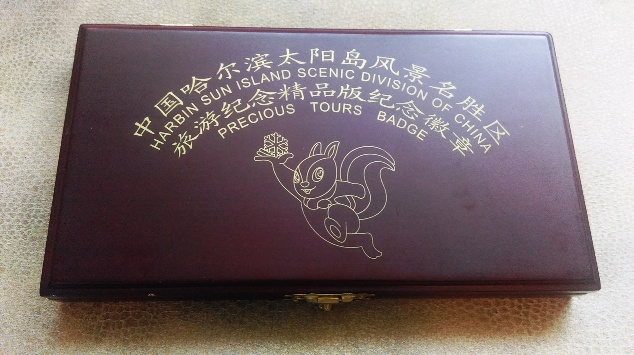 中国哈尔滨太阳岛风景名胜区
HARBIN SUN ISLAND SCENIC DIVISION OF CHINA
旅游纪念精品版纪念徽章
PRECIOUS TOURS BADGE